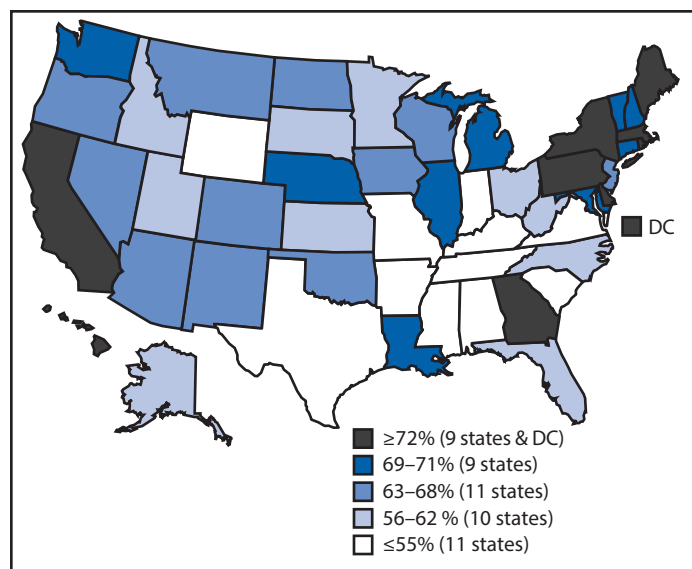 DC
≥72% (9 states & DC)
69–71% (9 states)
63–68% (11 states)
56–62 % (10 states)
≤55% (11 states)